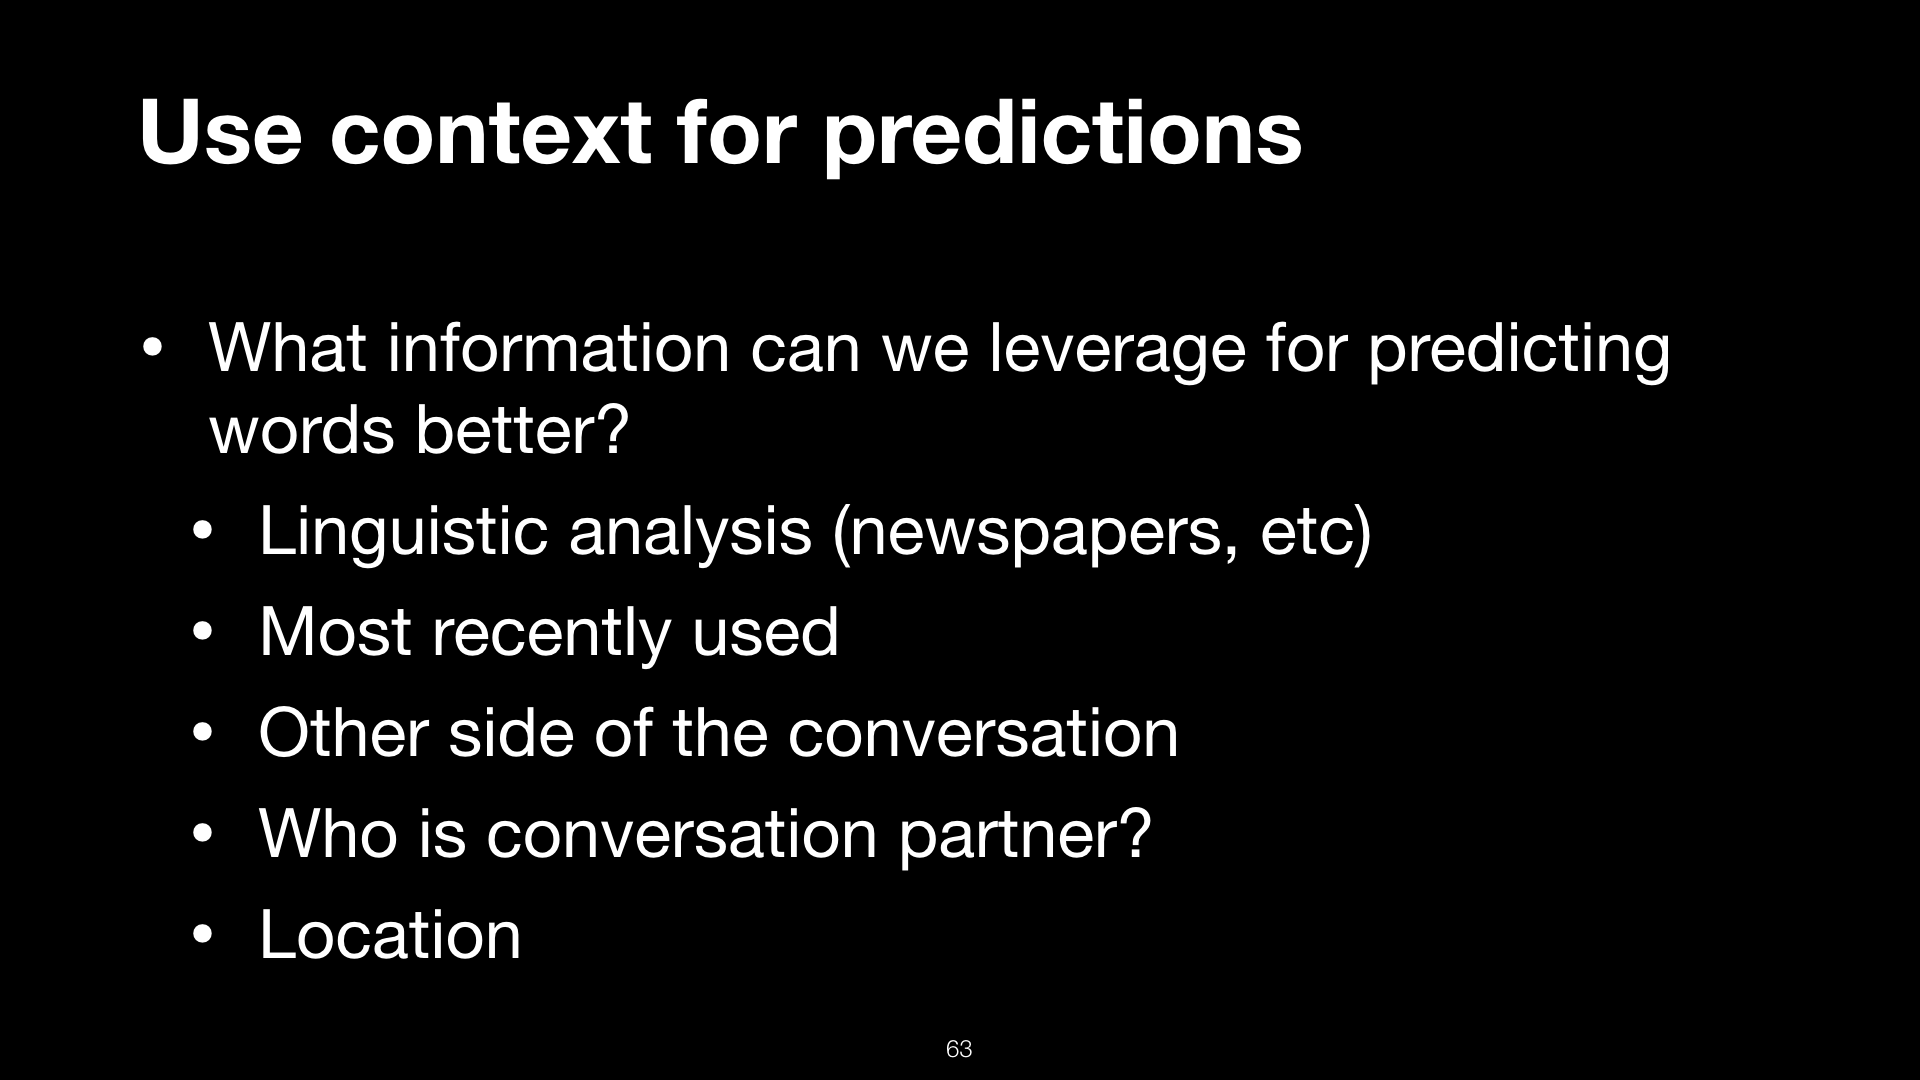 Use context for predictions
• What information can we leverage for predicting
words better?
• Linguistic analysis (newspapers, etc)
• Most recently used
• Other side of the conversation
• Who is conversation partner?
• Location
63